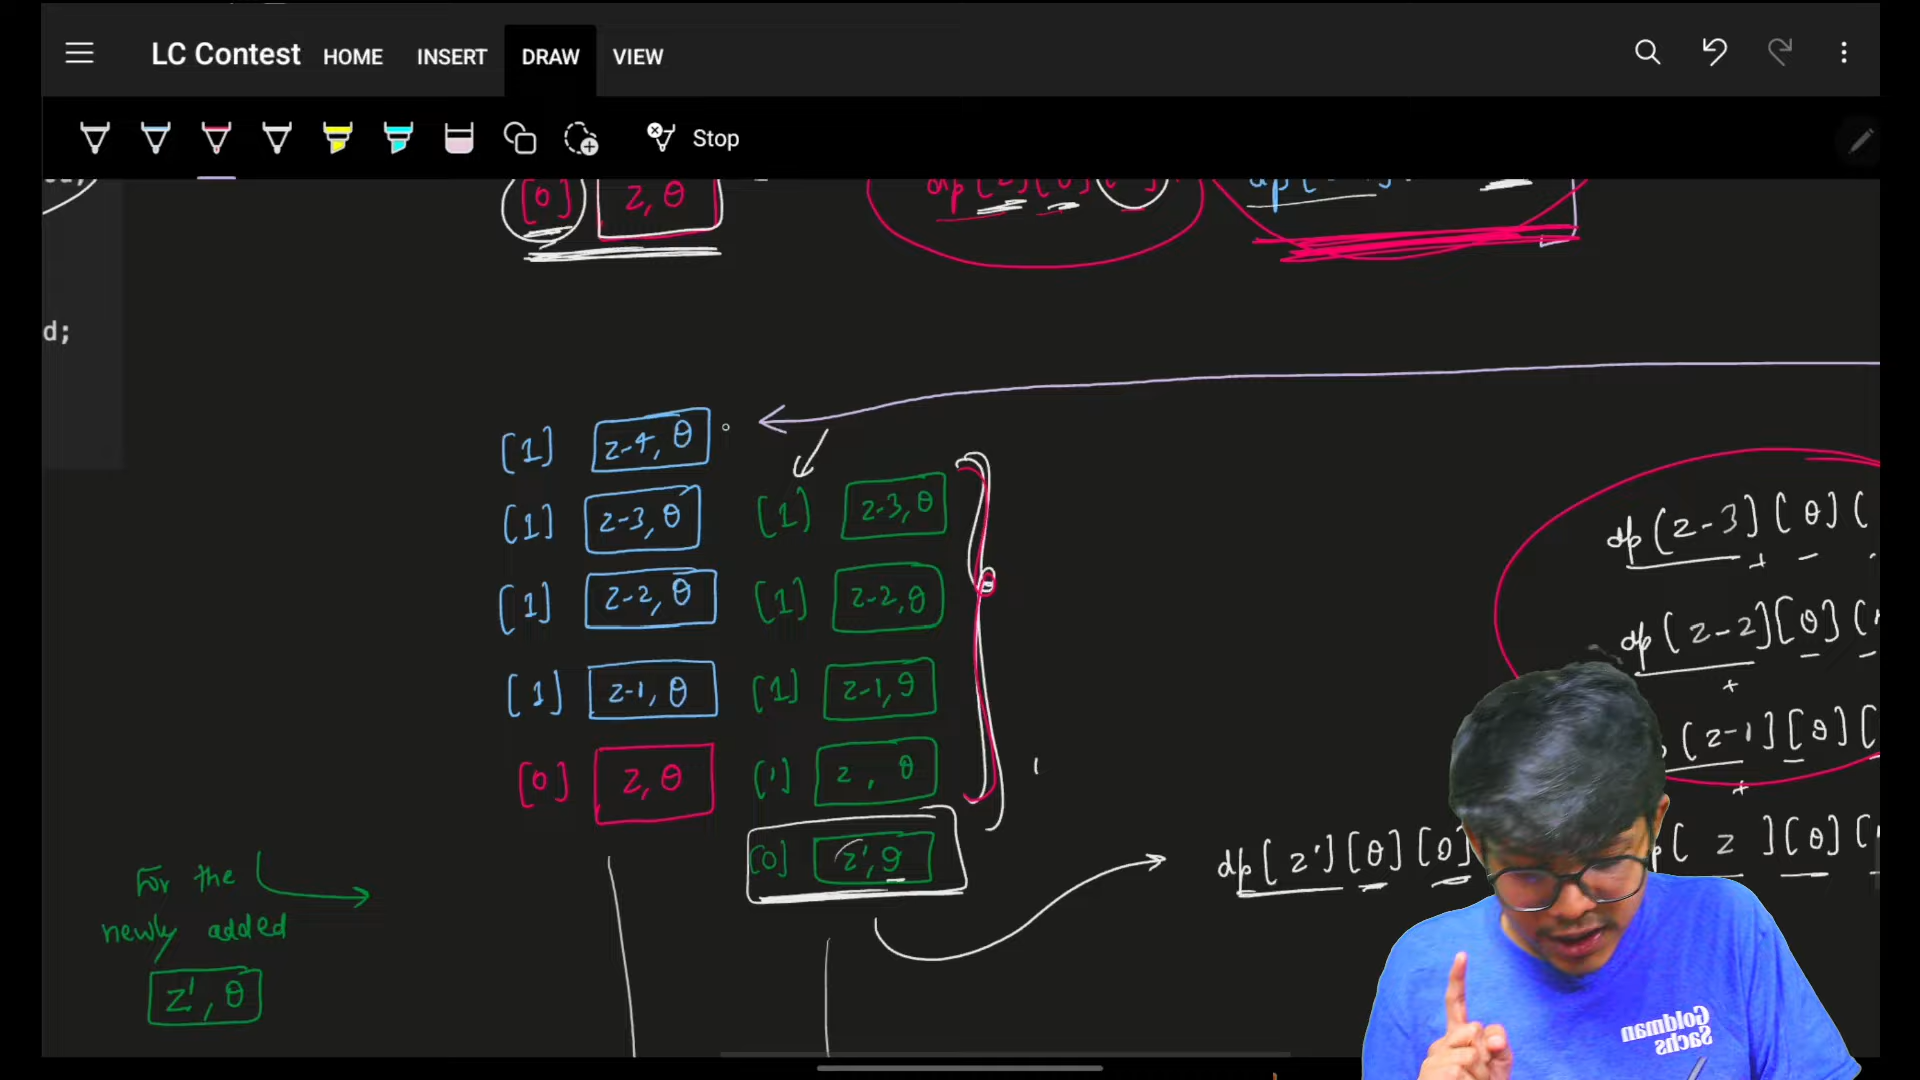 LC Contest HOME INSERT DRAW VIEW
Stop
[0] z, θ
d;
[1] z-4, θ
[1] z-3, θ [1] z-3, θ
[1] z-2, θ [1] z-2, θ
[1] z-1, θ [1] z-1, θ
[0] z, θ [1] z, θ
[0] z', θ
For the
newly added
z', θ
dp[z-3][θ][
dp[z-2][θ][
+
[z-1][θ][
+
dp[z'][θ][0]
[z][θ][
Goldman
Sachs